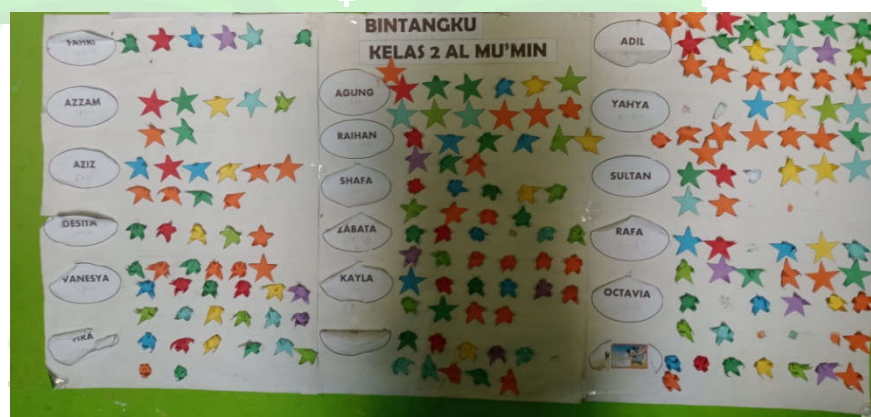 BINTANGKU
KELAS 2 AL MU'MIN
AZZAM
AZIZ
DESITA
VANESYA
AGUNG
RAIHAN
SHAFA
ZABATA
KAYLA
ADIL
YAHYA
SULTAN
RAFA
OCTAVIA